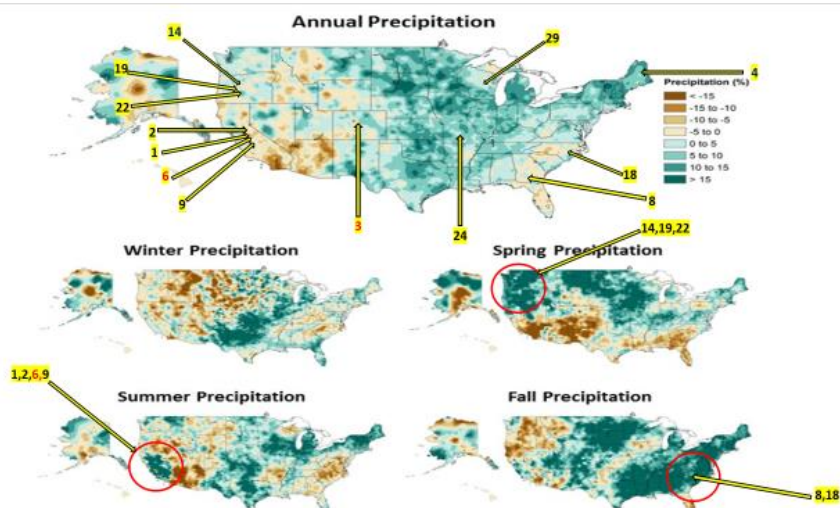 Annual Precipitation
14
29
19
4
22
Precipitation (%)
< -15
-15 to -10
-10 to -5
-5 to 0
0 to 5
5 to 10
10 to 15
> 15
2
1
6
9
18
8
3
24
14,19,22
Winter Precipitation
Spring Precipitation
1,2,6,9
Summer Precipitation
Fall Precipitation
8,18